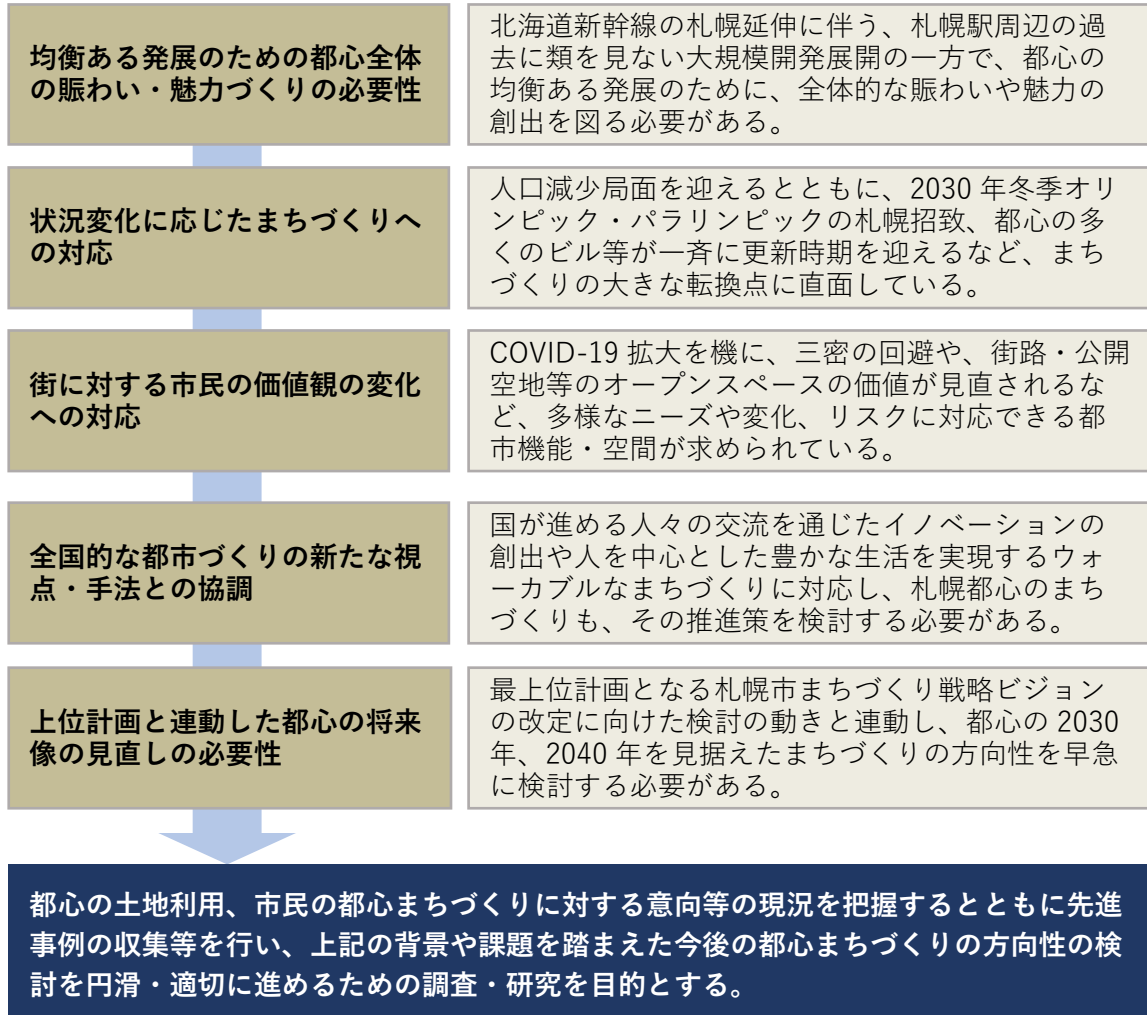 均衡ある発展のための都心全体
の賑わい・魅力づくりの必要性
北海道新幹線の札幌延伸に伴う、札幌駅周辺の過
去に類を見ない大規模開発展開の一方で、都心の
均衡ある発展のために、全体的な賑わいや魅力の
創出を図る必要がある。
状況変化に応じたまちづくりへ
の対応
人口減少局面を迎えるとともに、2030 年冬季オリ
ンピック・パラリンピックの札幌招致、都心の多
くのビル等が一斉に更新時期を迎えるなど、まち
づくりの大きな転換点に直面している。
街に対する市民の価値観の変化
への対応
COVID-19 拡大を機に、三密の回避や、街路・公開
空地等のオープンスペースの価値が見直されるな
ど、多様なニーズや変化、リスクに対応できる都
市機能・空間が求められている。
全国的な都市づくりの新たな視
点・手法との協調
国が進める人々の交流を通じたイノベーションの
創出や人を中心とした豊かな生活を実現するウォ
ーカブルなまちづくりに対応し、札幌都心のまち
づくりも、その推進策を検討する必要がある。
上位計画と連動した都心の将来
像の見直しの必要性
最上位計画となる札幌市まちづくり戦略ビジョン
の改定に向けた検討の動きと連動し、都心の 2030
年、2040 年を見据えたまちづくりの方向性を早急
に検討する必要がある。
都心の土地利用、市民の都心まちづくりに対する意向等の現況を把握するとともに先進
事例の収集等を行い、上記の背景や課題を踏まえた今後の都心まちづくりの方向性の検
討を円滑・適切に進めるための調査・研究を目的とする。